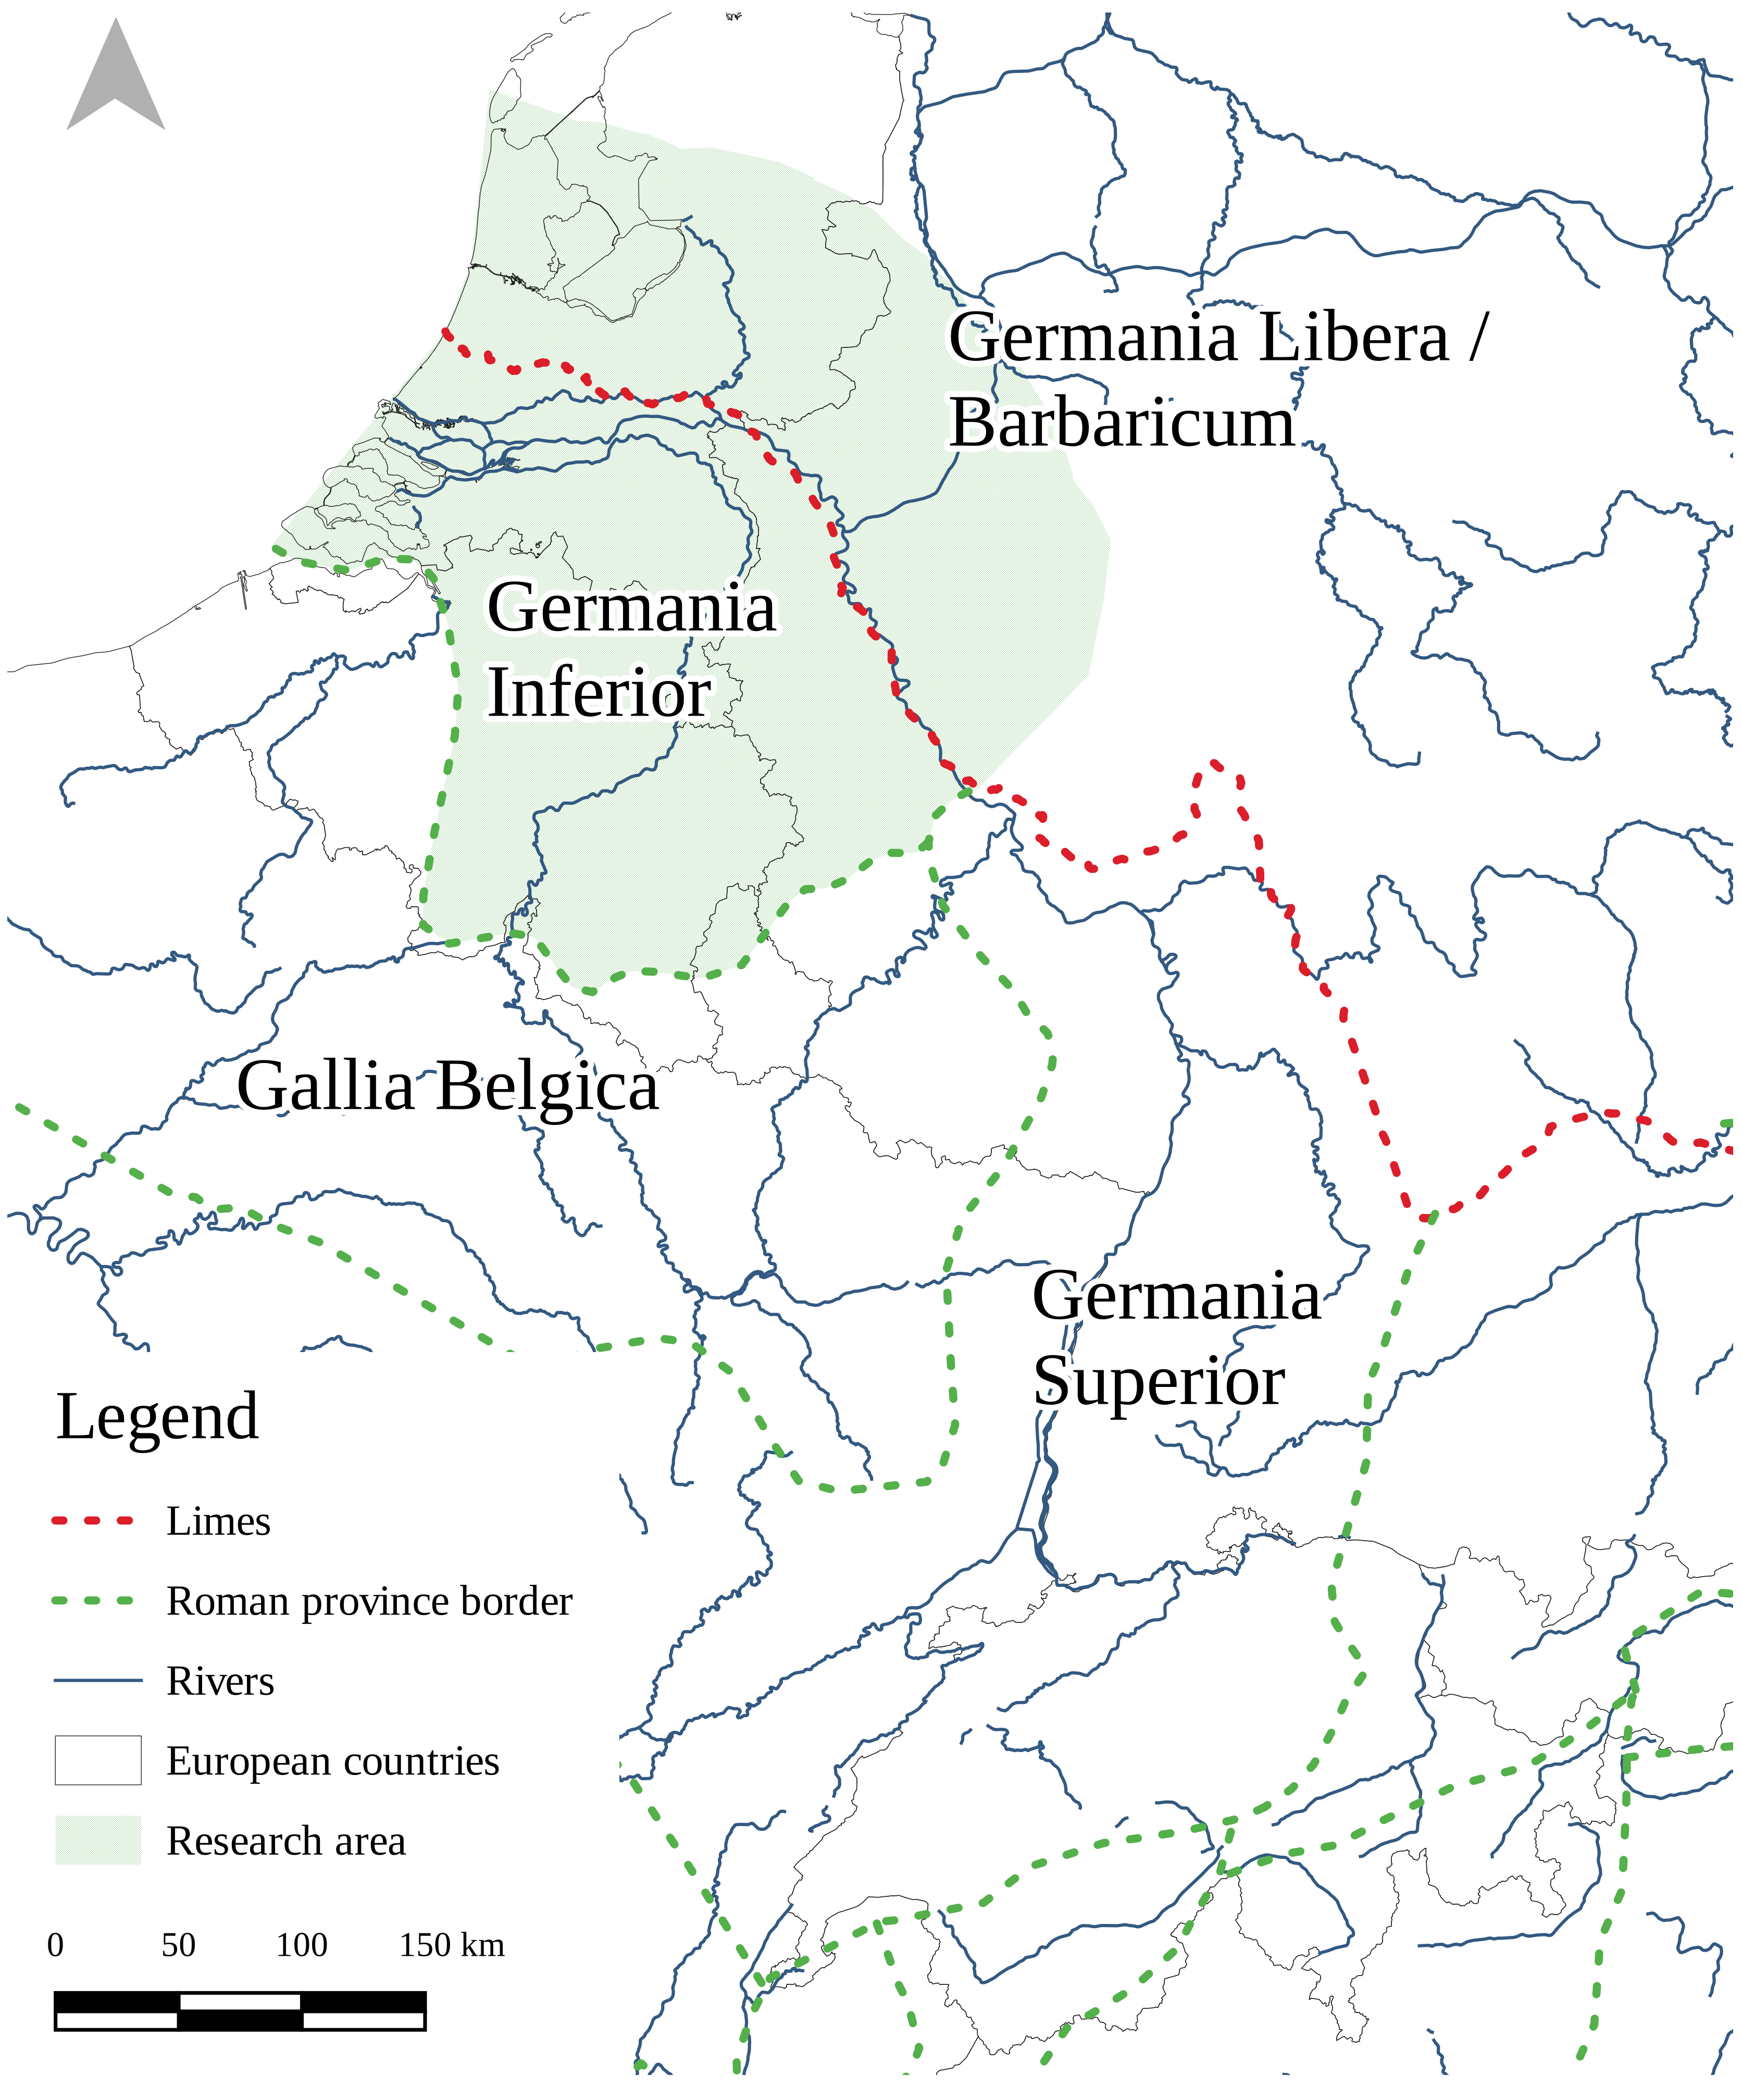 Germania Libera /
Barbaricum
Germania
Inferior
Gallia Belgica
Germania
Superior
Legend
Limes
Roman province border
Rivers
European countries
Research area
0 50 100 150 km